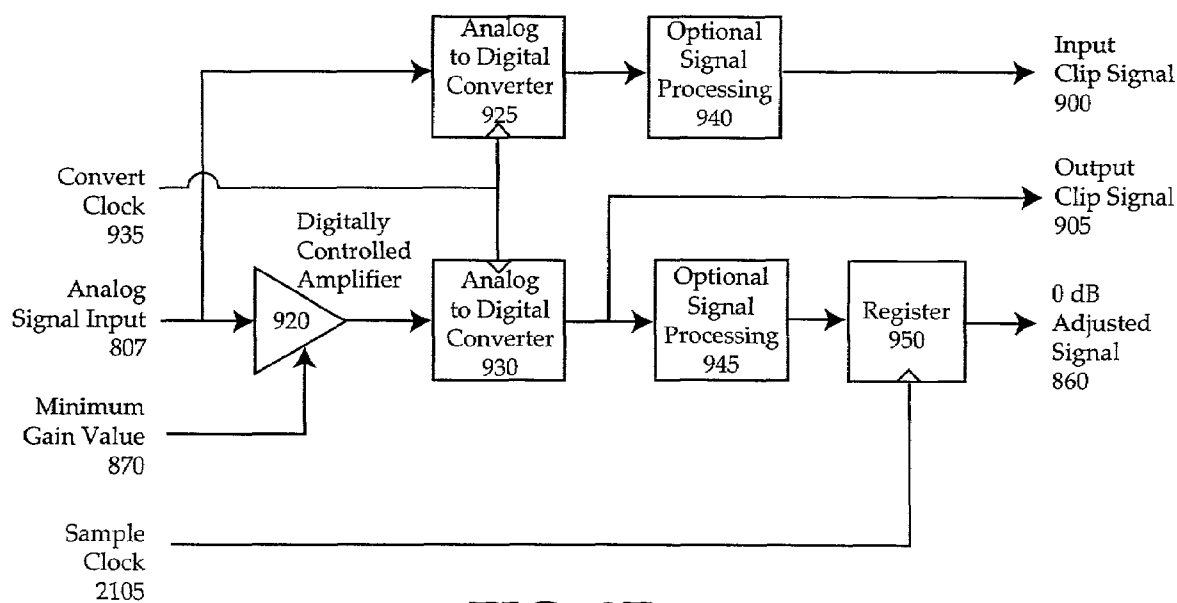 Analog
to Digital
Converter
925
Optional
Signal
Processing
940
Input
Clip Signal
900
Convert
Clock
935
Output
Clip Signal
905
Digitally
Controlled
Amplifier
Analog
Signal Input
807
920
Analog
to Digital
Converter
930
Optional
Signal
Processing
945
Register
950
0 dB
Adjusted
Signal
860
Minimum
Gain Value
870
Sample
Clock
2105